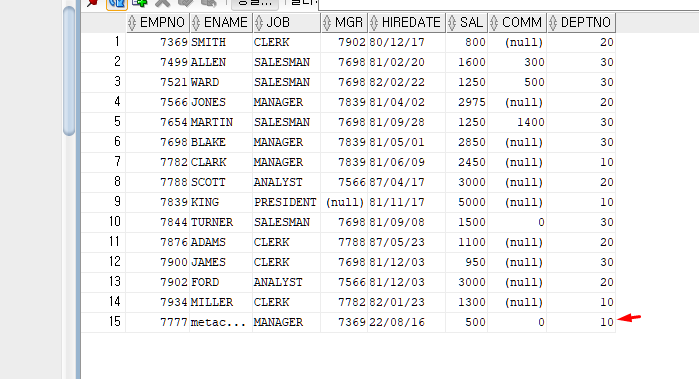 EMPNO ENAME JOB MGR HIREDATE SAL COMM DEPTNO
1 7369 SMITH CLERK 7902 80/12/17 800 (null) 20
2 7499 ALLEN SALESMAN 7698 81/02/20 1600 300 30
3 7521 WARD SALESMAN 7698 82/02/22 1250 500 30
4 7566 JONES MANAGER 7839 81/04/02 2975 (null) 20
5 7654 MARTIN SALESMAN 7698 81/09/28 1250 1400 30
6 7698 BLAKE MANAGER 7839 81/05/01 2850 (null) 30
7 7782 CLARK MANAGER 7839 81/06/09 2450 (null) 10
8 7788 SCOTT ANALYST 7566 87/04/17 3000 (null) 20
9 7839 KING PRESIDENT (null) 81/11/17 5000 (null) 10
10 7844 TURNER SALESMAN 7698 81/09/08 1500 0 30
11 7876 ADAMS CLERK 7788 87/05/23 1100 (null) 20
12 7900 JAMES CLERK 7698 81/12/03 950 (null) 30
13 7902 FORD ANALYST 7566 81/12/03 3000 (null) 20
14 7934 MILLER CLERK 7782 82/01/23 1300 (null) 10
15 7777 metac... MANAGER 7369 22/08/16 500 0 10